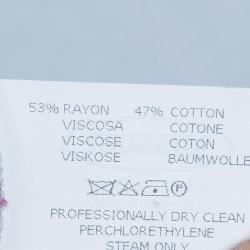 53% RAYON 47% COTTON
VISCOSA COTONE
VISCOSE COTON
VISKOSE BAUMWOLLE
P
PROFESSIONALLY DRY CLEAN
PERCHLORETHYLENE
STEAM ONLY